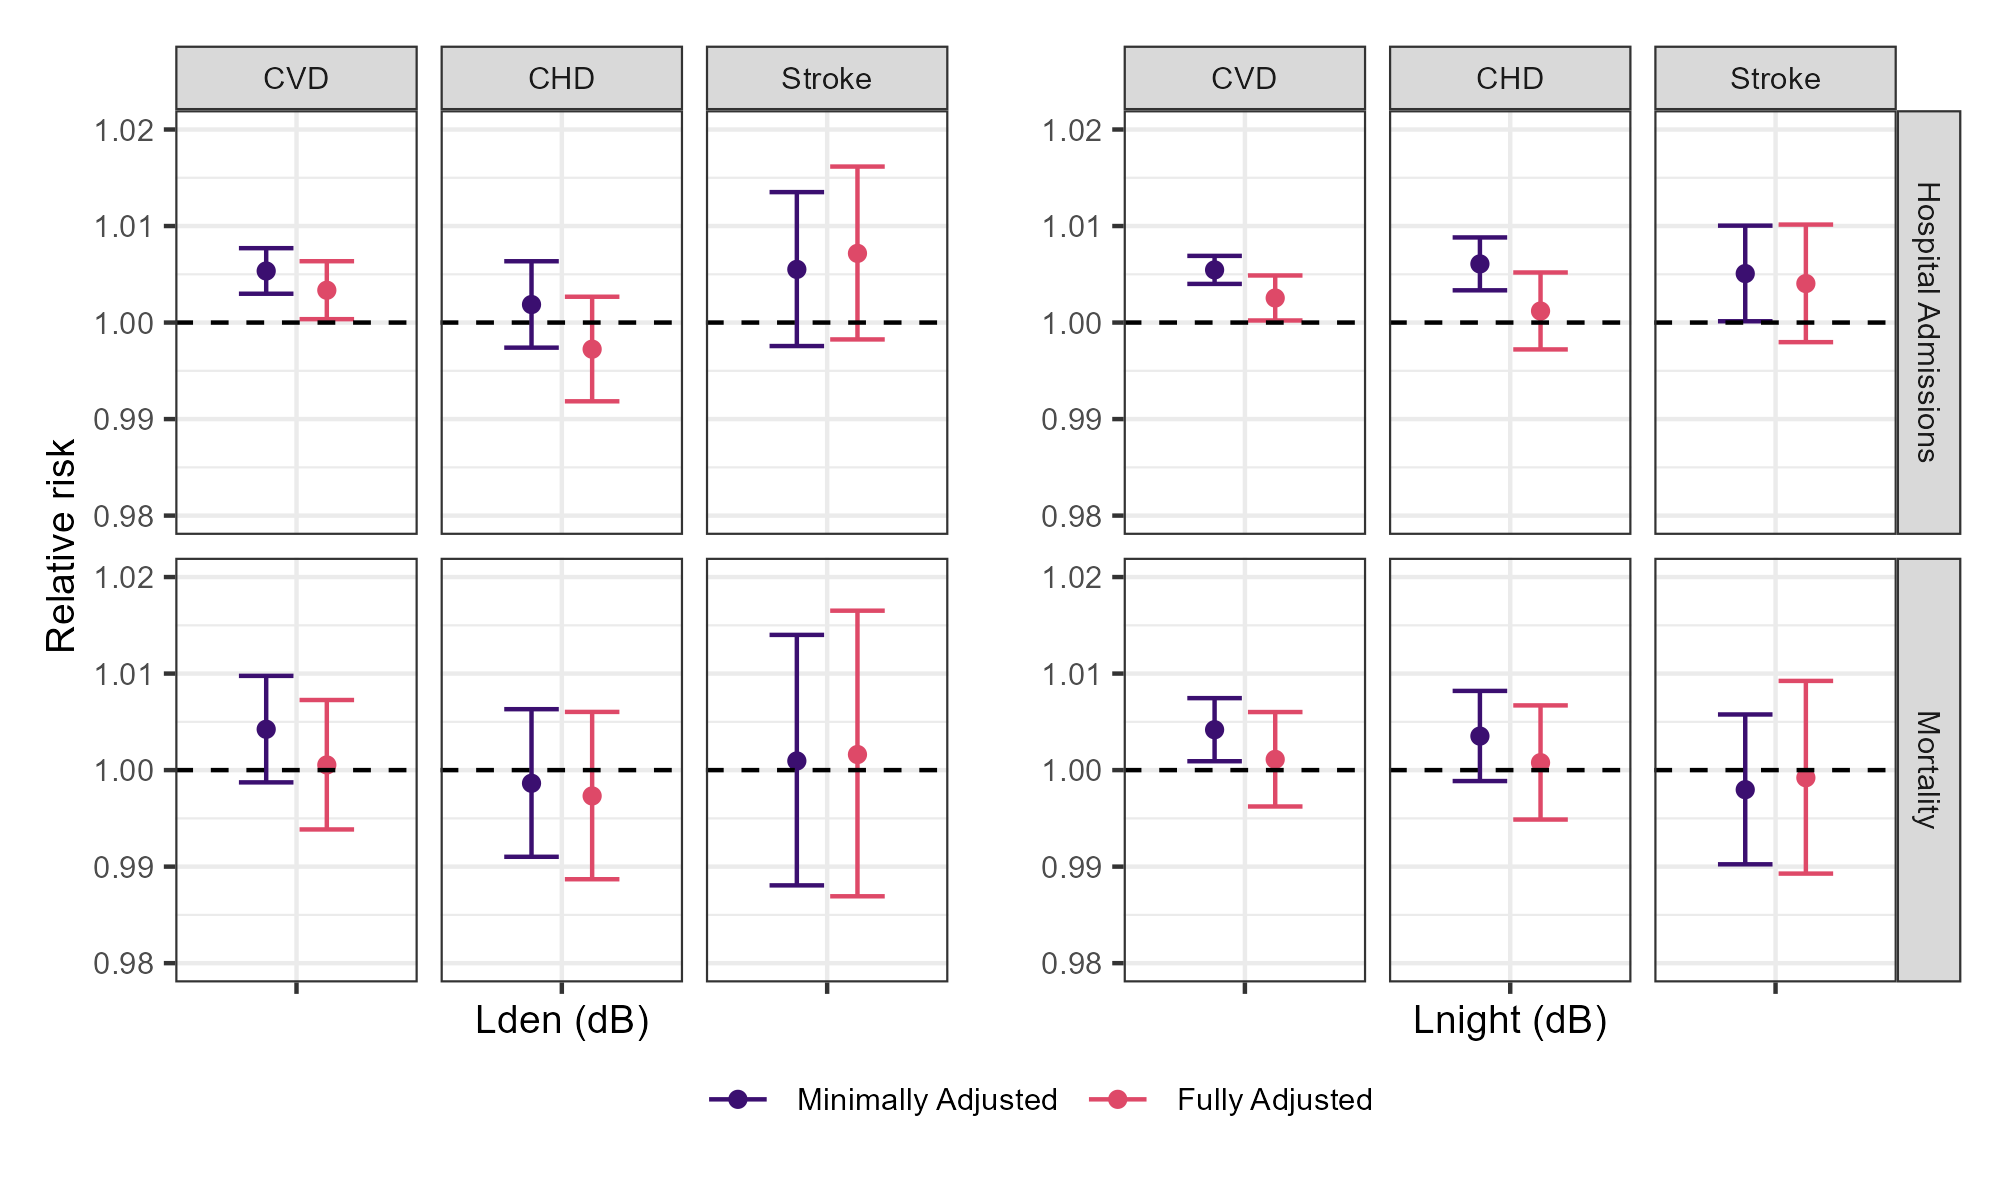 CVD CHD Stroke CVD CHD Stroke
1.02 1.02
1.01 1.01
1.00 1.00
0.99 0.99
0.98 0.98
Hospital Admissions
Relative risk
1.02 1.02
1.01 1.01
1.00 1.00
0.99 0.99
0.98 0.98
Mortality
Lden (dB) Lnight (dB)
Minimally Adjusted Fully Adjusted